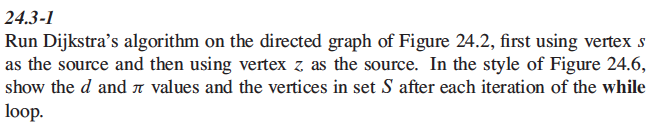 24.3-1
Run Dijkstra's algorithm on the directed graph of Figure 24.2, first using vertex s
as the source and then using vertex z as the source. In the style of Figure 24.6,
show the d and π values and the vertices in set S after each iteration of the while
loop.